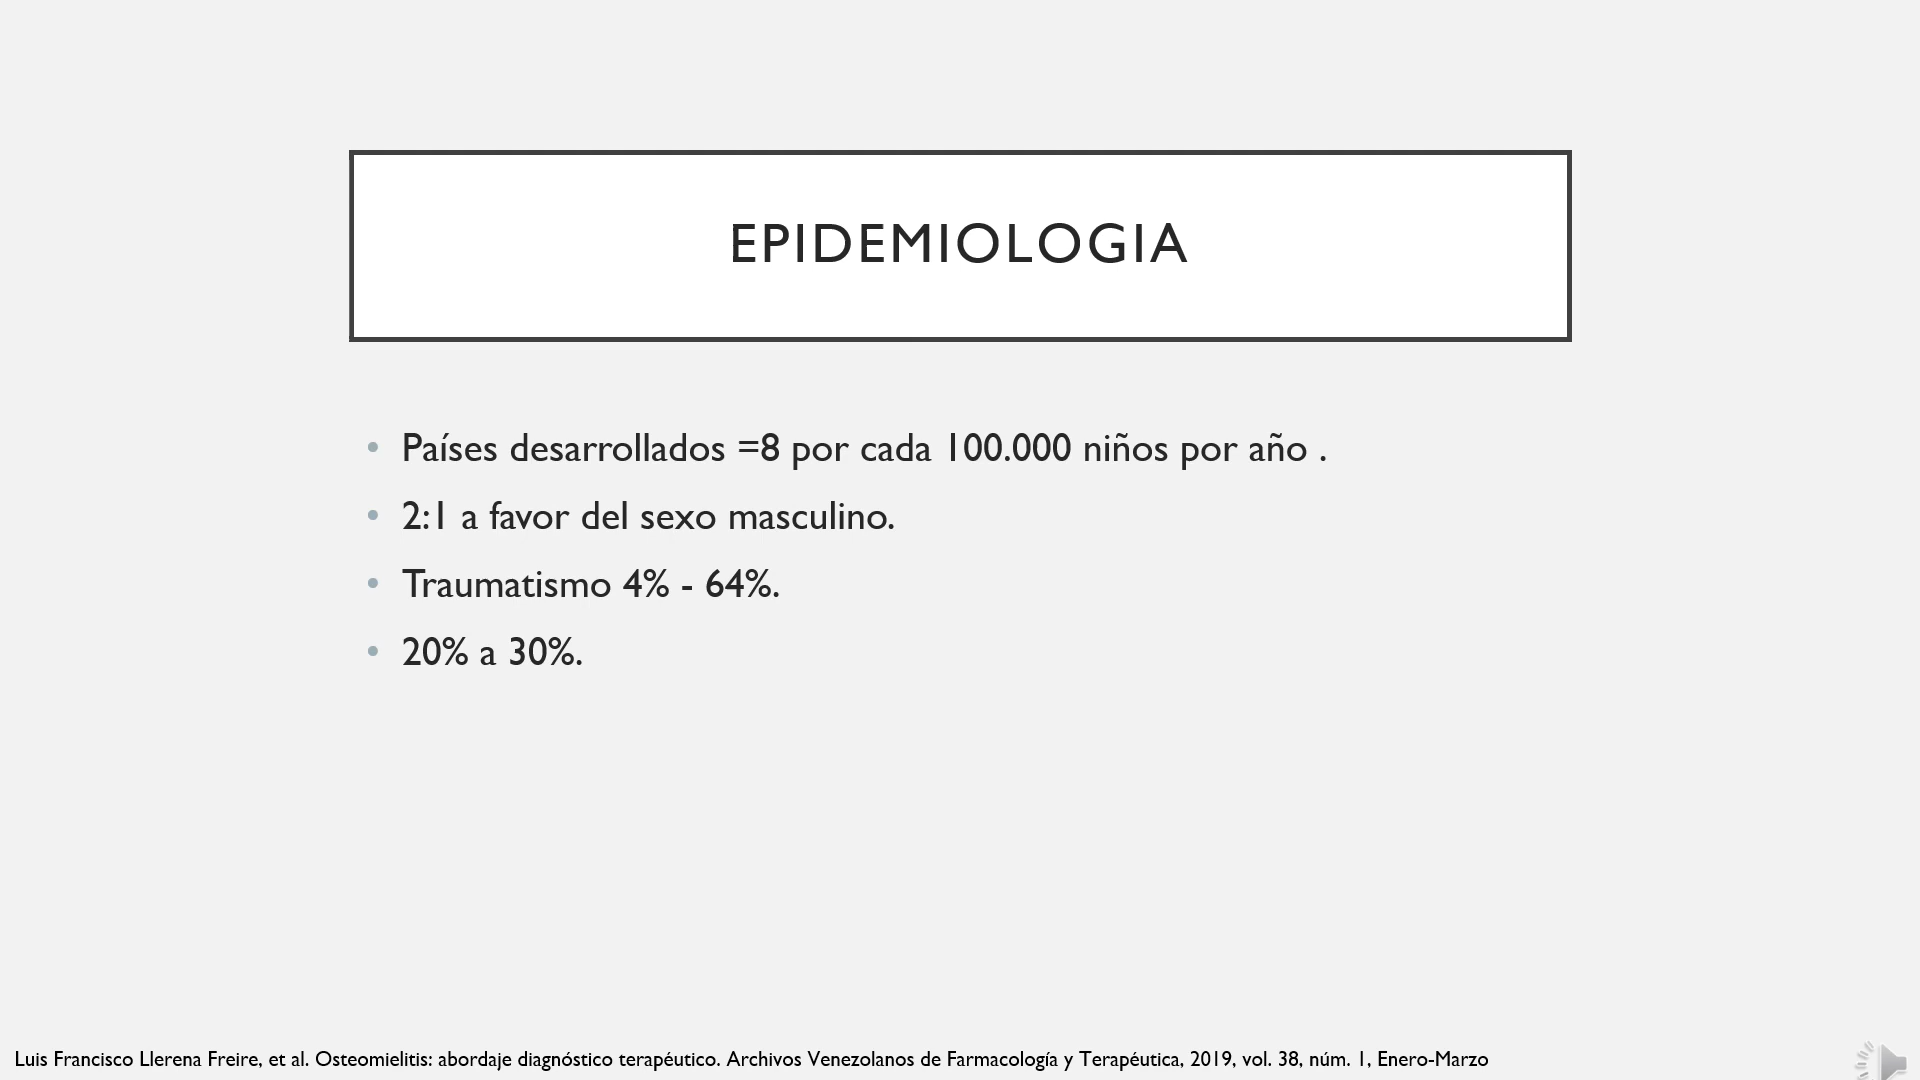 EPIDEMIOLOGIA
• Países desarrollados =8 por cada 100.000 niños por año .
• 2:1 a favor del sexo masculino.
• Traumatismo 4% - 64%.
• 20% a 30%.
Luis Francisco Llerena Freire, et al. Osteomielitis: abordaje diagnóstico terapéutico. Archivos Venezolanos de Farmacología y Terapéutica, 2019, vol. 38, núm. 1, Enero-Marzo